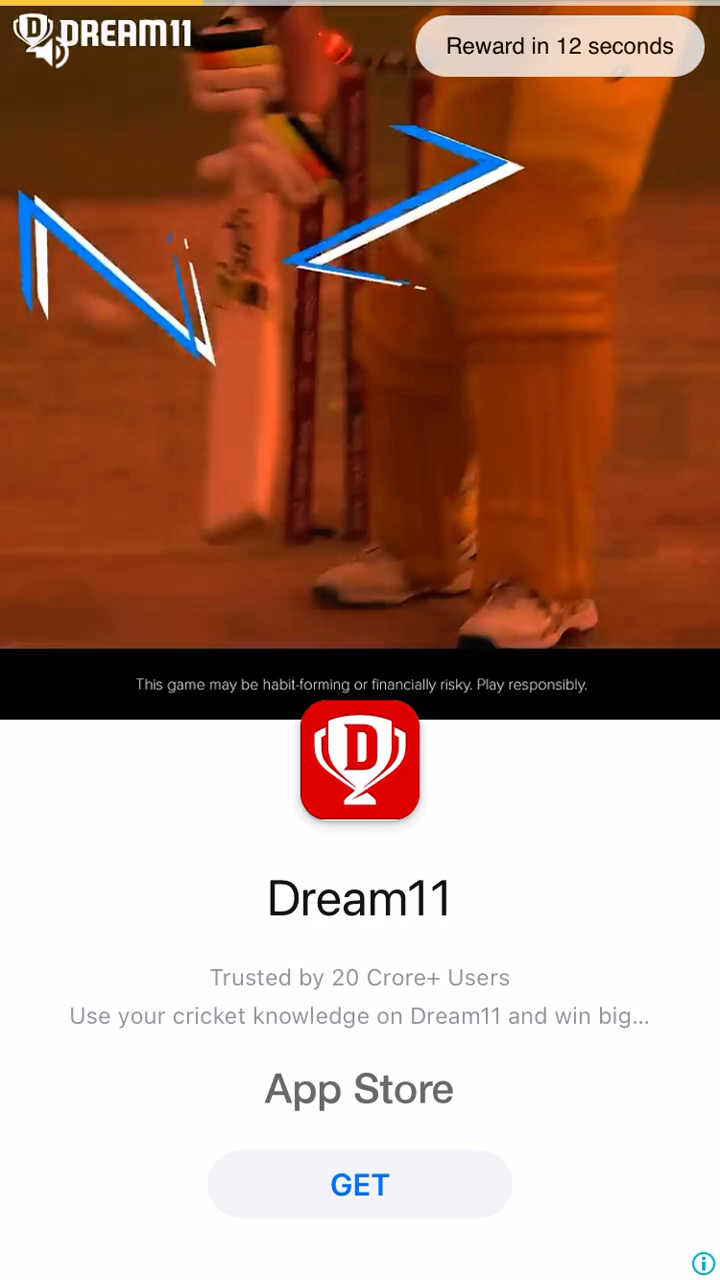 DREAM11
Reward in 12 seconds
This game may be habit-forming or financially risky. Play responsibly.
D
Dream11
Trusted by 20 Crore+ Users
Use your cricket knowledge on Dream11 and win big...
App Store
GET